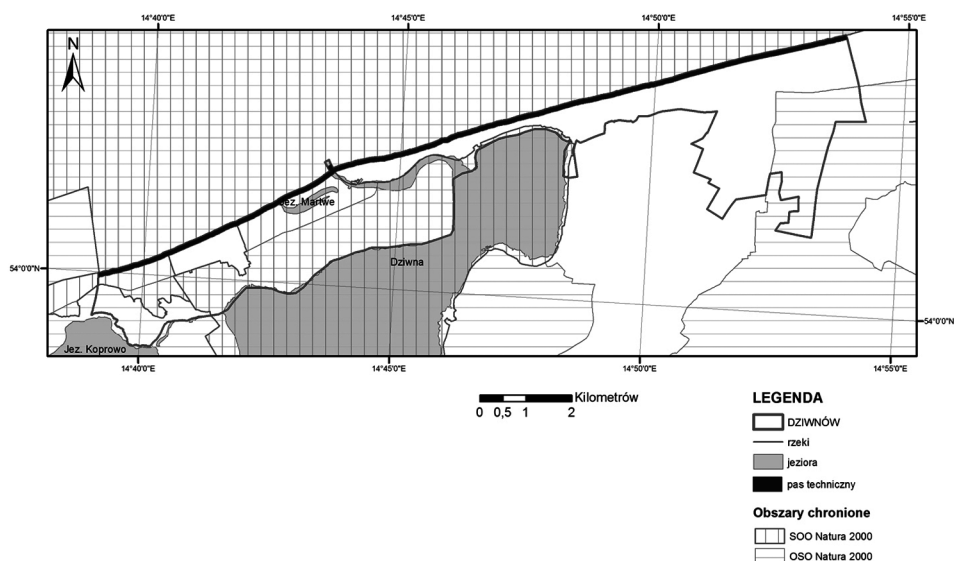 14°40'0"E 14°45'0"E 14°50'0"E 14°55'0"E
N
Jez. Martwe
54°0'0"N
Dziwna
54°0'0"N
Jez. Koprowo
14°40'0"E 14°45'0"E 14°50'0"E 14°55'0"E
Kilometrów
0 0,5 1 2
LEGENDA
DZIWNÓW
rzeki
jeziora
pas techniczny
Obszary chronione
SOO Natura 2000
OSO Natura 2000